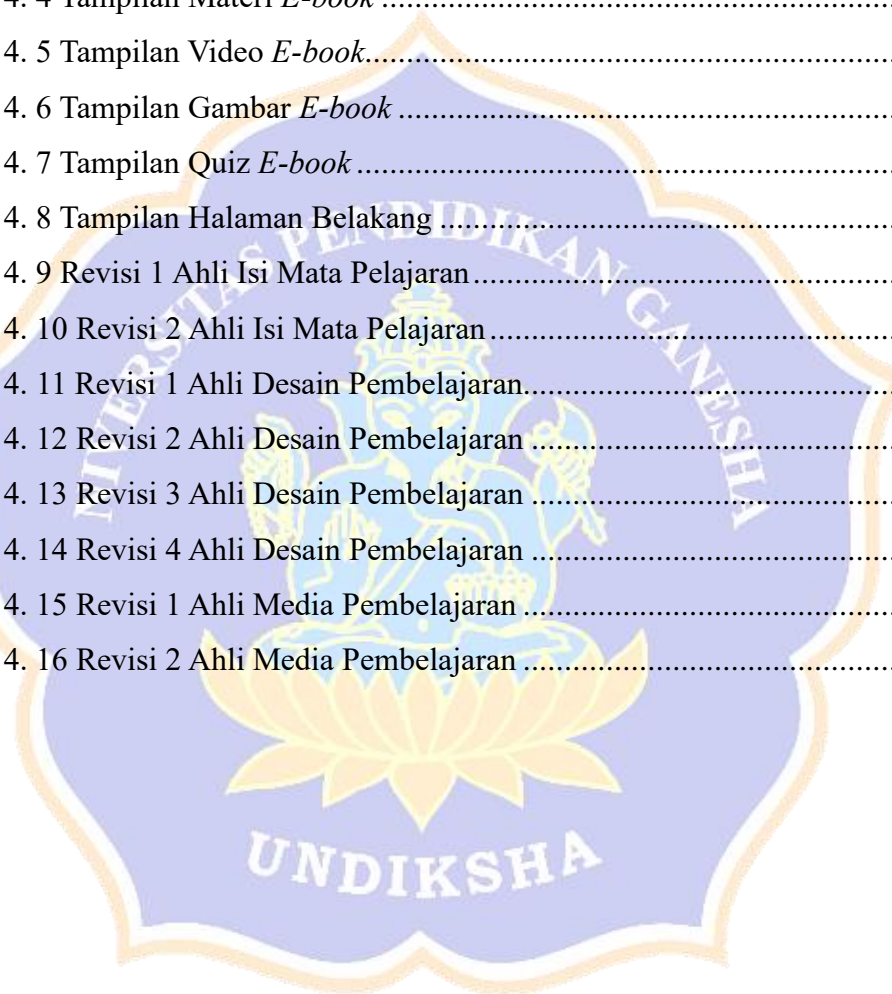 4. 4 Tampilan Materi E-book ................................................................
4. 5 Tampilan Video E-book................................................................
4. 6 Tampilan Gambar E-book ................................................................
4. 7 Tampilan Quiz E-book ................................................................
4. 8 Tampilan Halaman Belakang ................................................................
4. 9 Revisi 1 Ahli Isi Mata Pelajaran ................................................................
4. 10 Revisi 2 Ahli Isi Mata Pelajaran ................................................................
4. 11 Revisi 1 Ahli Desain Pembelajaran................................................................
4. 12 Revisi 2 Ahli Desain Pembelajaran ................................................................
4. 13 Revisi 3 Ahli Desain Pembelajaran ................................................................
4. 14 Revisi 4 Ahli Desain Pembelajaran ................................................................
4. 15 Revisi 1 Ahli Media Pembelajaran ................................................................
4. 16 Revisi 2 Ahli Media Pembelajaran ................................................................
NIVERSITAS PENDIDIKAN GANESHA
UNDIKSHA